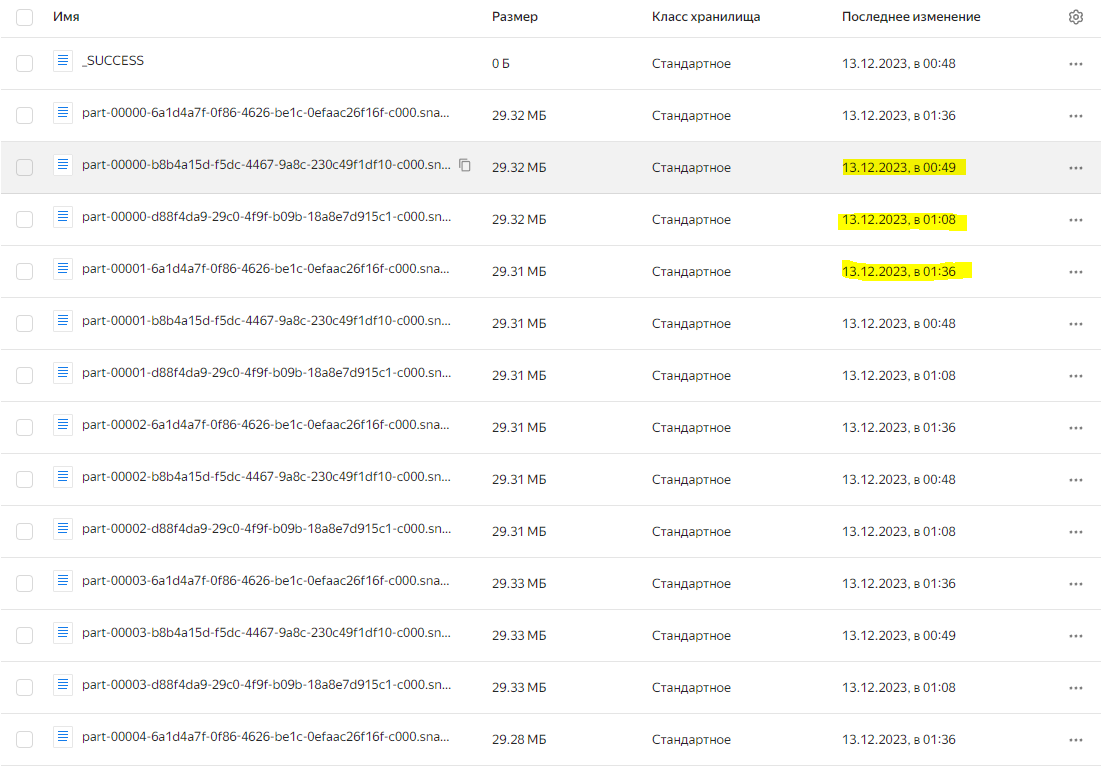 Имя Размер Класс хранилища Последнее изменение
_SUCCESS 0 Б Стандартное 13.12.2023, в 00:48
part-00000-6a1d4a7f-0f86-4626-be1c-0efaac26f16f-c000.sna... 29.32 МБ Стандартное 13.12.2023, в 01:36
part-00000-b8b4a15d-f5dc-4467-9a8c-230c49f1df10-c000.sn... 29.32 МБ Стандартное 13.12.2023, в 00:49
part-00000-d88f4da9-29c0-4f9f-b09b-18a8e7d915c1-c000.sn... 29.32 МБ Стандартное 13.12.2023, в 01:08
part-00001-6a1d4a7f-0f86-4626-be1c-0efaac26f16f-c000.sna... 29.31 МБ Стандартное 13.12.2023, в 01:36
part-00001-b8b4a15d-f5dc-4467-9a8c-230c49f1df10-c000.sn... 29.31 МБ Стандартное 13.12.2023, в 00:48
part-00001-d88f4da9-29c0-4f9f-b09b-18a8e7d915c1-c000.sn... 29.31 МБ Стандартное 13.12.2023, в 01:08
part-00002-6a1d4a7f-0f86-4626-be1c-0efaac26f16f-c000.sna... 29.31 МБ Стандартное 13.12.2023, в 01:36
part-00002-b8b4a15d-f5dc-4467-9a8c-230c49f1df10-c000.sn... 29.31 МБ Стандартное 13.12.2023, в 00:48
part-00002-d88f4da9-29c0-4f9f-b09b-18a8e7d915c1-c000.sn... 29.31 МБ Стандартное 13.12.2023, в 01:08
part-00003-6a1d4a7f-0f86-4626-be1c-0efaac26f16f-c000.sna... 29.33 МБ Стандартное 13.12.2023, в 01:36
part-00003-b8b4a15d-f5dc-4467-9a8c-230c49f1df10-c000.sn... 29.33 МБ Стандартное 13.12.2023, в 00:49
part-00003-d88f4da9-29c0-4f9f-b09b-18a8e7d915c1-c000.sn... 29.33 МБ Стандартное 13.12.2023, в 01:08
part-00004-6a1d4a7f-0f86-4626-be1c-0efaac26f16f-c000.sna... 29.28 МБ Стандартное 13.12.2023, в 01:36